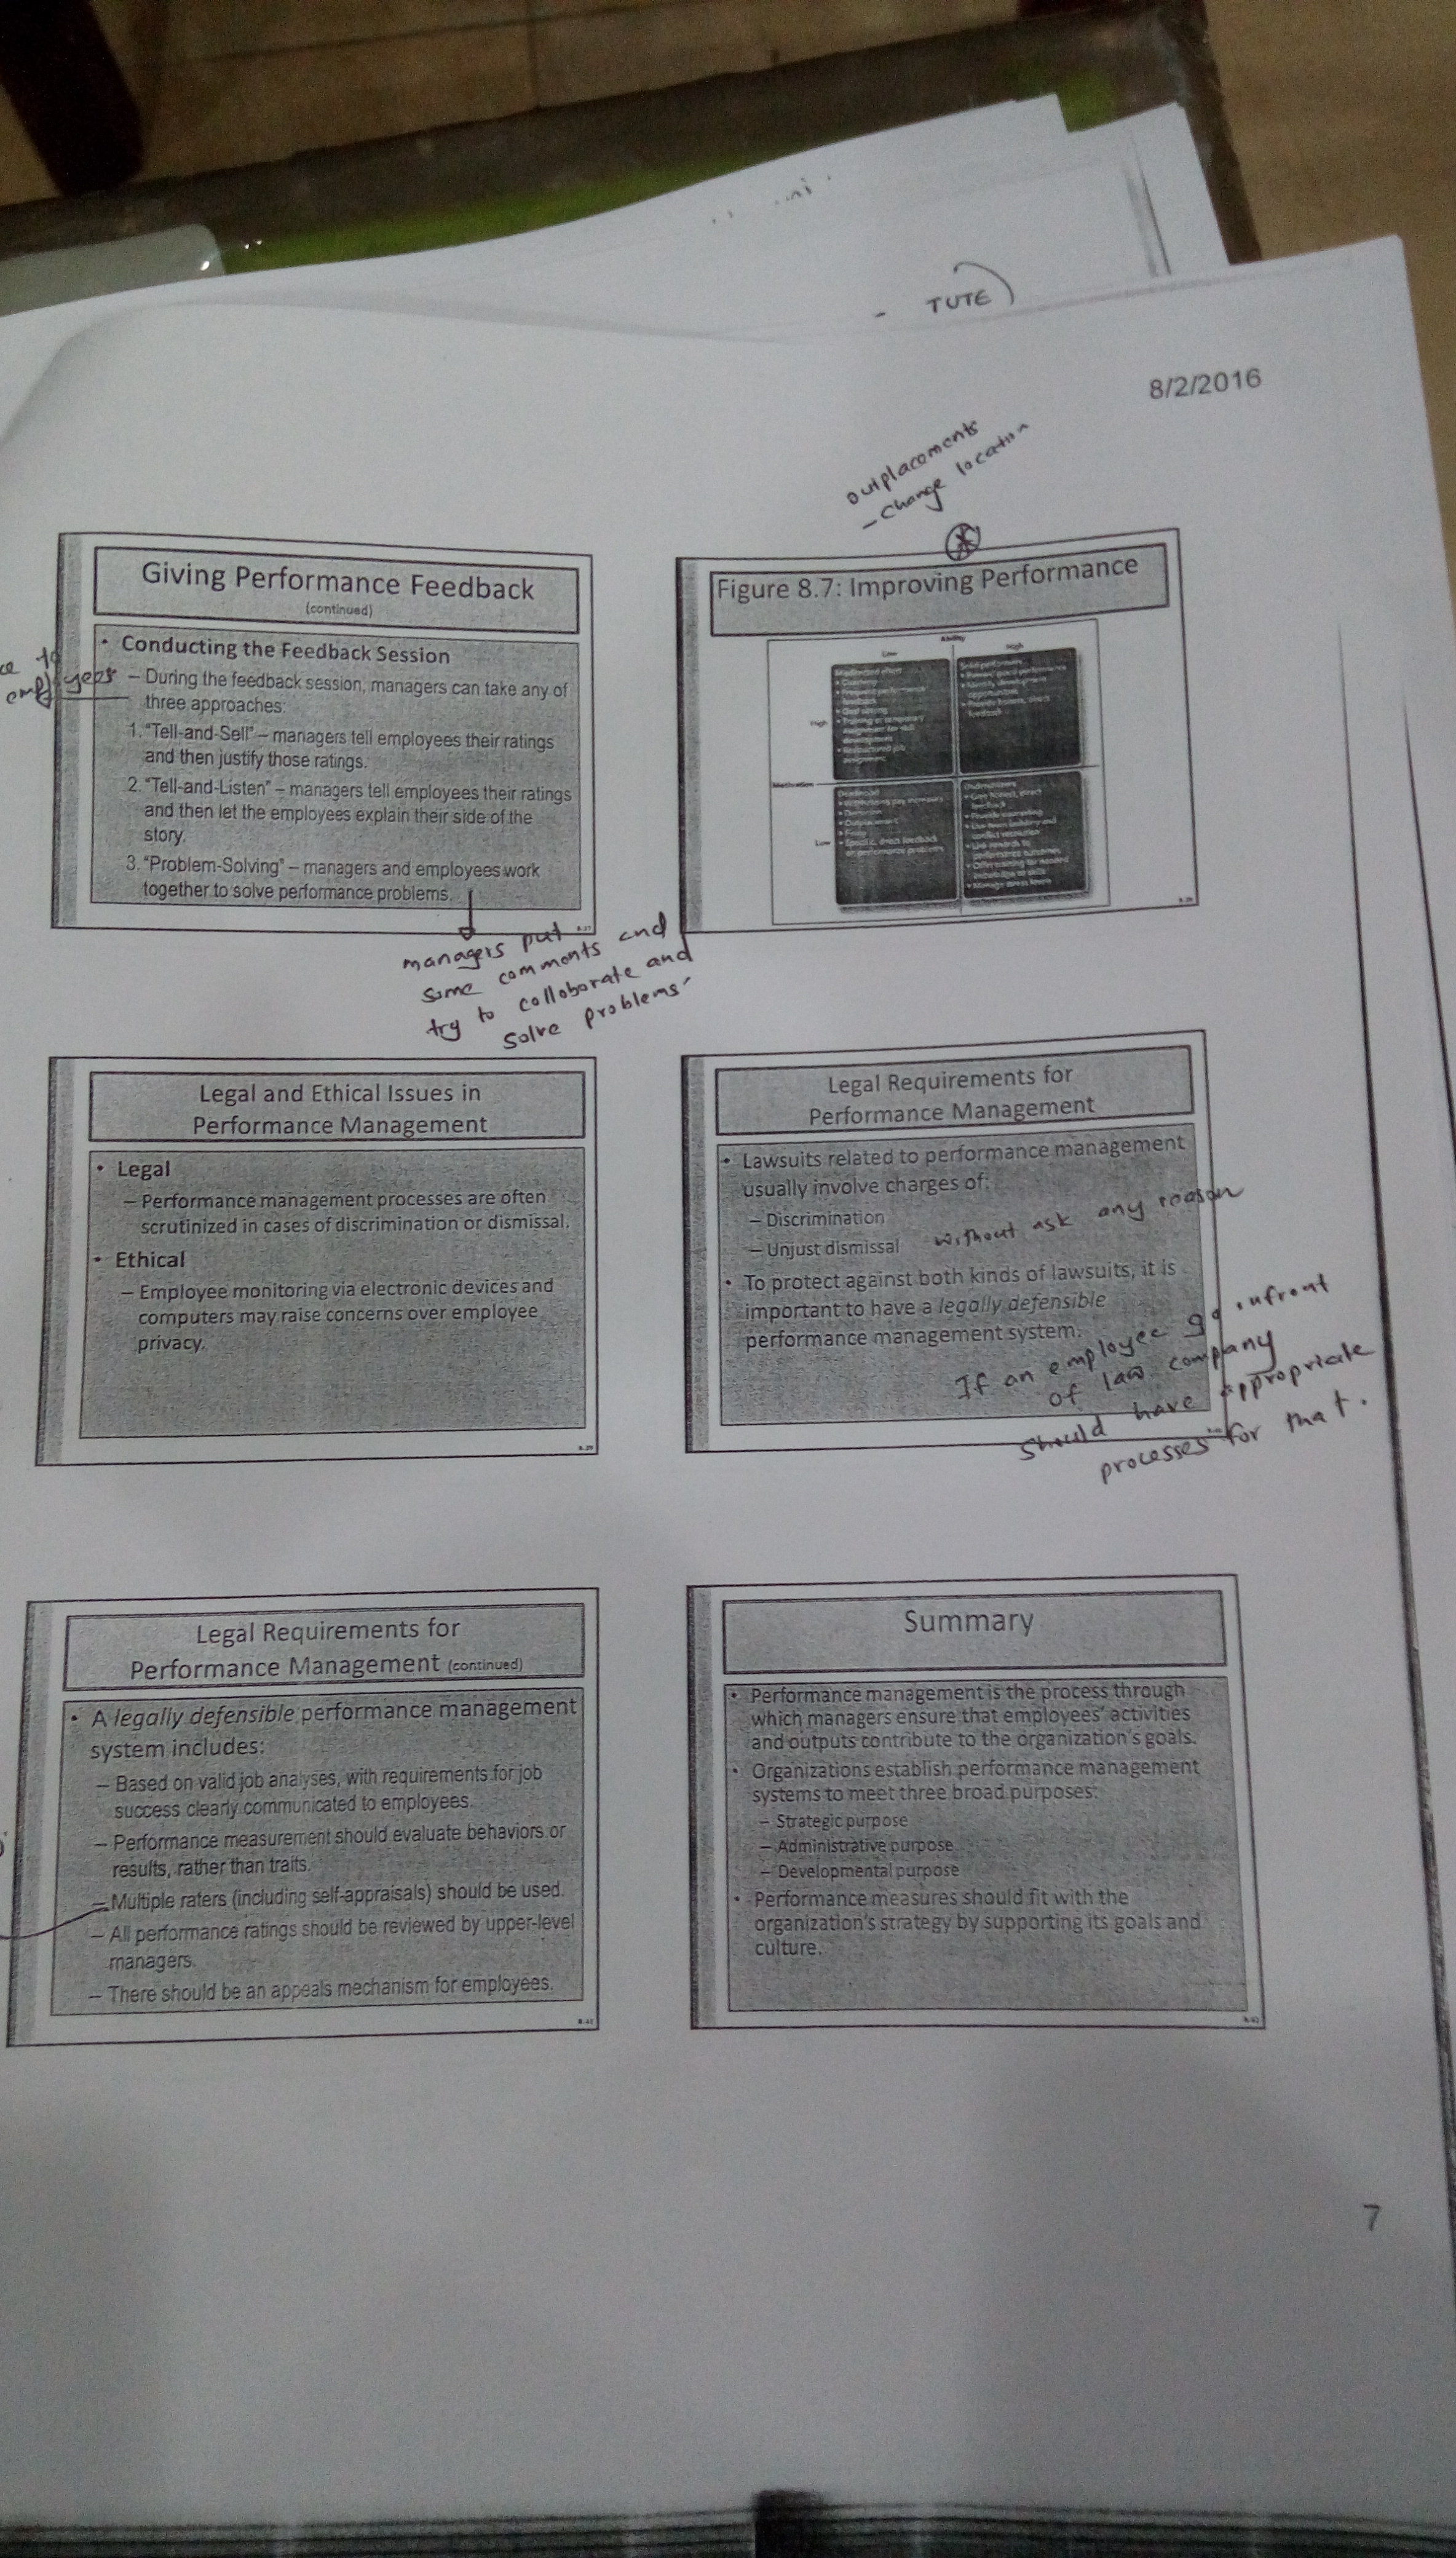 TUTE
8/2/2016
outplacements
- change location
Giving Performance Feedback
(continued)
employees
• Conducting the Feedback Session
– During the feedback session, managers can take any of
three approaches:
1. "Tell-and-Sell" – managers tell employees their ratings
and then justify those ratings.
2. "Tell-and-Listen" – managers tell employees their ratings
and then let the employees explain their side of the
story.
3. "Problem-Solving" – managers and employees work
together to solve performance problems.
managers put
some comments and
try to collaborate and
solve problems
Figure 8.7: Improving Performance
Ability
Low
High
High
Motivation
Low
Legal and Ethical Issues in
Performance Management
• Legal
– Performance management processes are often
scrutinized in cases of discrimination or dismissal.
• Ethical
– Employee monitoring via electronic devices and
computers may raise concerns over employee
privacy.
Legal Requirements for
Performance Management
• Lawsuits related to performance management
usually involve charges of:
– Discrimination
– Unjust dismissal without ask any reason
• To protect against both kinds of lawsuits, it is
important to have a legally defensible
performance management system.
If an employee go infront
of law company
should have appropriate
processes for that.
Legal Requirements for
Performance Management (continued)
• A legally defensible performance management
system includes:
– Based on valid job analyses, with requirements for job
success clearly communicated to employees.
– Performance measurement should evaluate behaviors or
results, rather than traits.
– Multiple raters (including self-appraisals) should be used.
– All performance ratings should be reviewed by upper-level
managers.
– There should be an appeals mechanism for employees.
Summary
• Performance management is the process through
which managers ensure that employees' activities
and outputs contribute to the organization's goals.
• Organizations establish performance management
systems to meet three broad purposes:
– Strategic purpose
– Administrative purpose
– Developmental purpose
• Performance measures should fit with the
organization's strategy by supporting its goals and
culture.
7